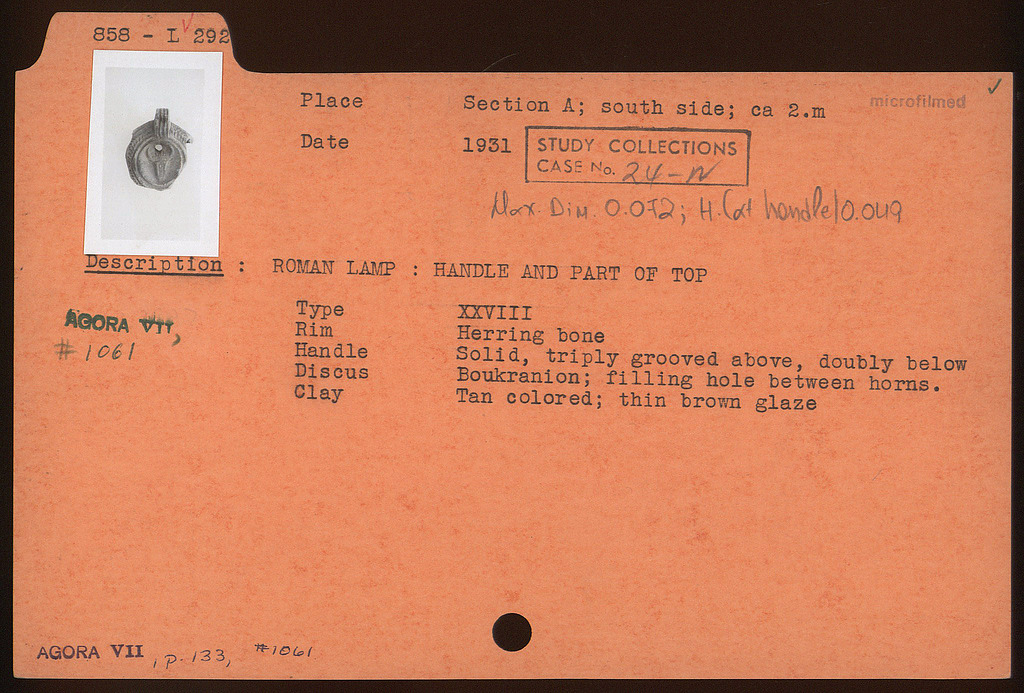 858 - L 292
Place Section A; south side; ca 2.m microfilmed ✓
Date 1931 STUDY COLLECTIONS
CASE No. 24-N
Max. Dim. 0.072; H. (at handle) 0.049
Description : ROMAN LAMP : HANDLE AND PART OF TOP
Type XXVIII
Rim Herring bone
Handle Solid, triply grooved above, doubly below
Discus Boukranion; filling hole between horns.
Clay Tan colored; thin brown glaze
AGORA VII,
# 1061
AGORA VII, p. 133, #1061